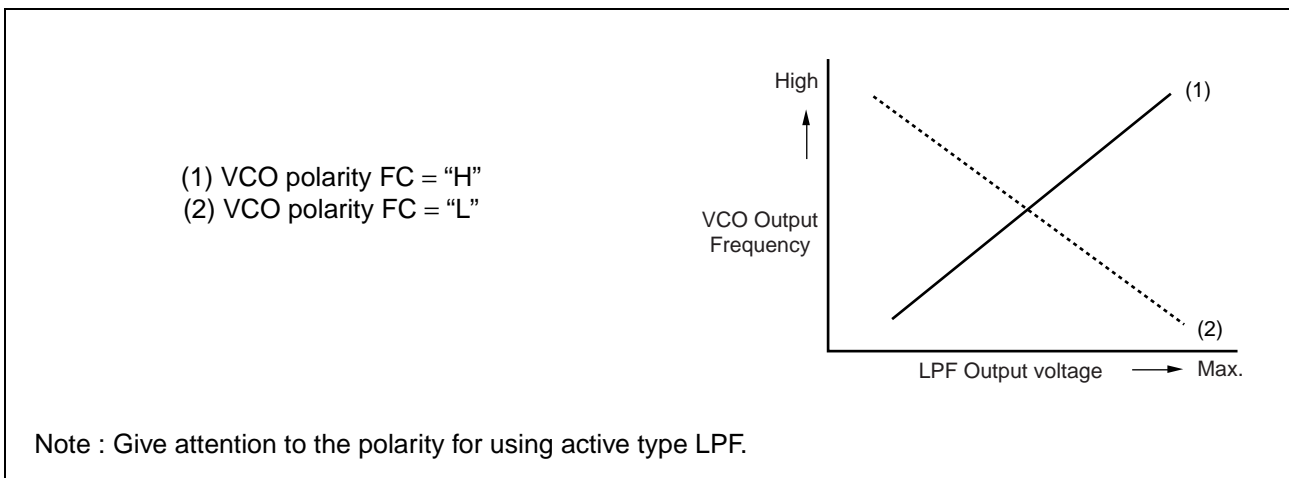 (1) VCO polarity FC = “H”
(2) VCO polarity FC = “L”
High
(1)
VCO Output
Frequency
(2)
LPF Output voltage
Max.
Note : Give attention to the polarity for using active type LPF.